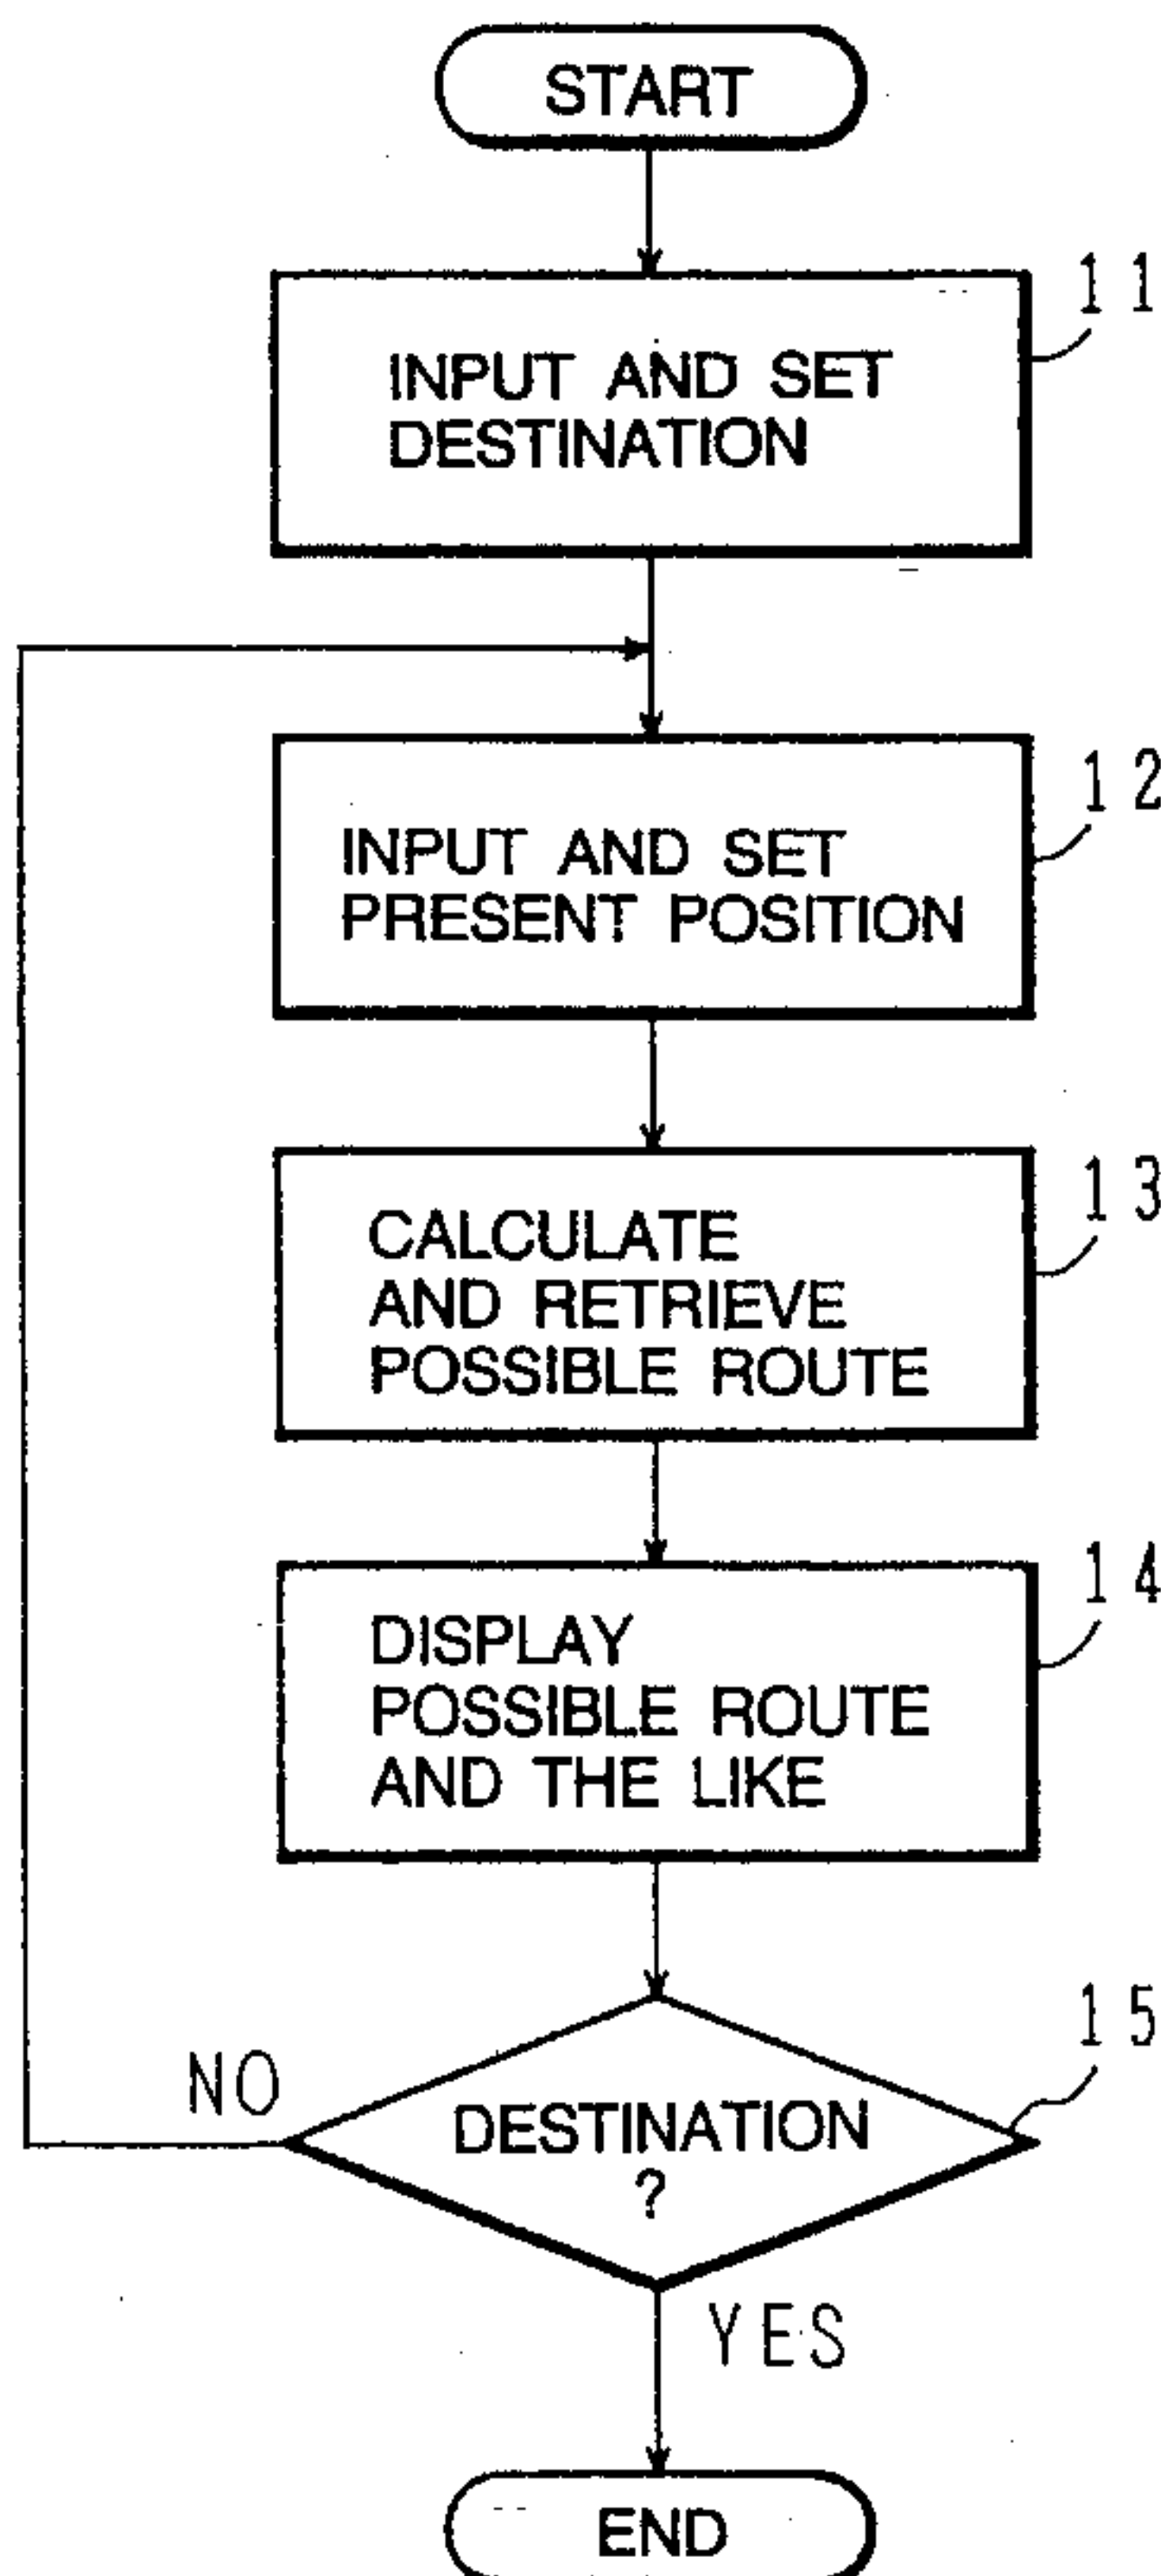 START
11
INPUT AND SET
DESTINATION
12
INPUT AND SET
PRESENT POSITION
13
CALCULATE
AND RETRIEVE
POSSIBLE ROUTE
14
DISPLAY
POSSIBLE ROUTE
AND THE LIKE
15
NO
DESTINATION
?
YES
END